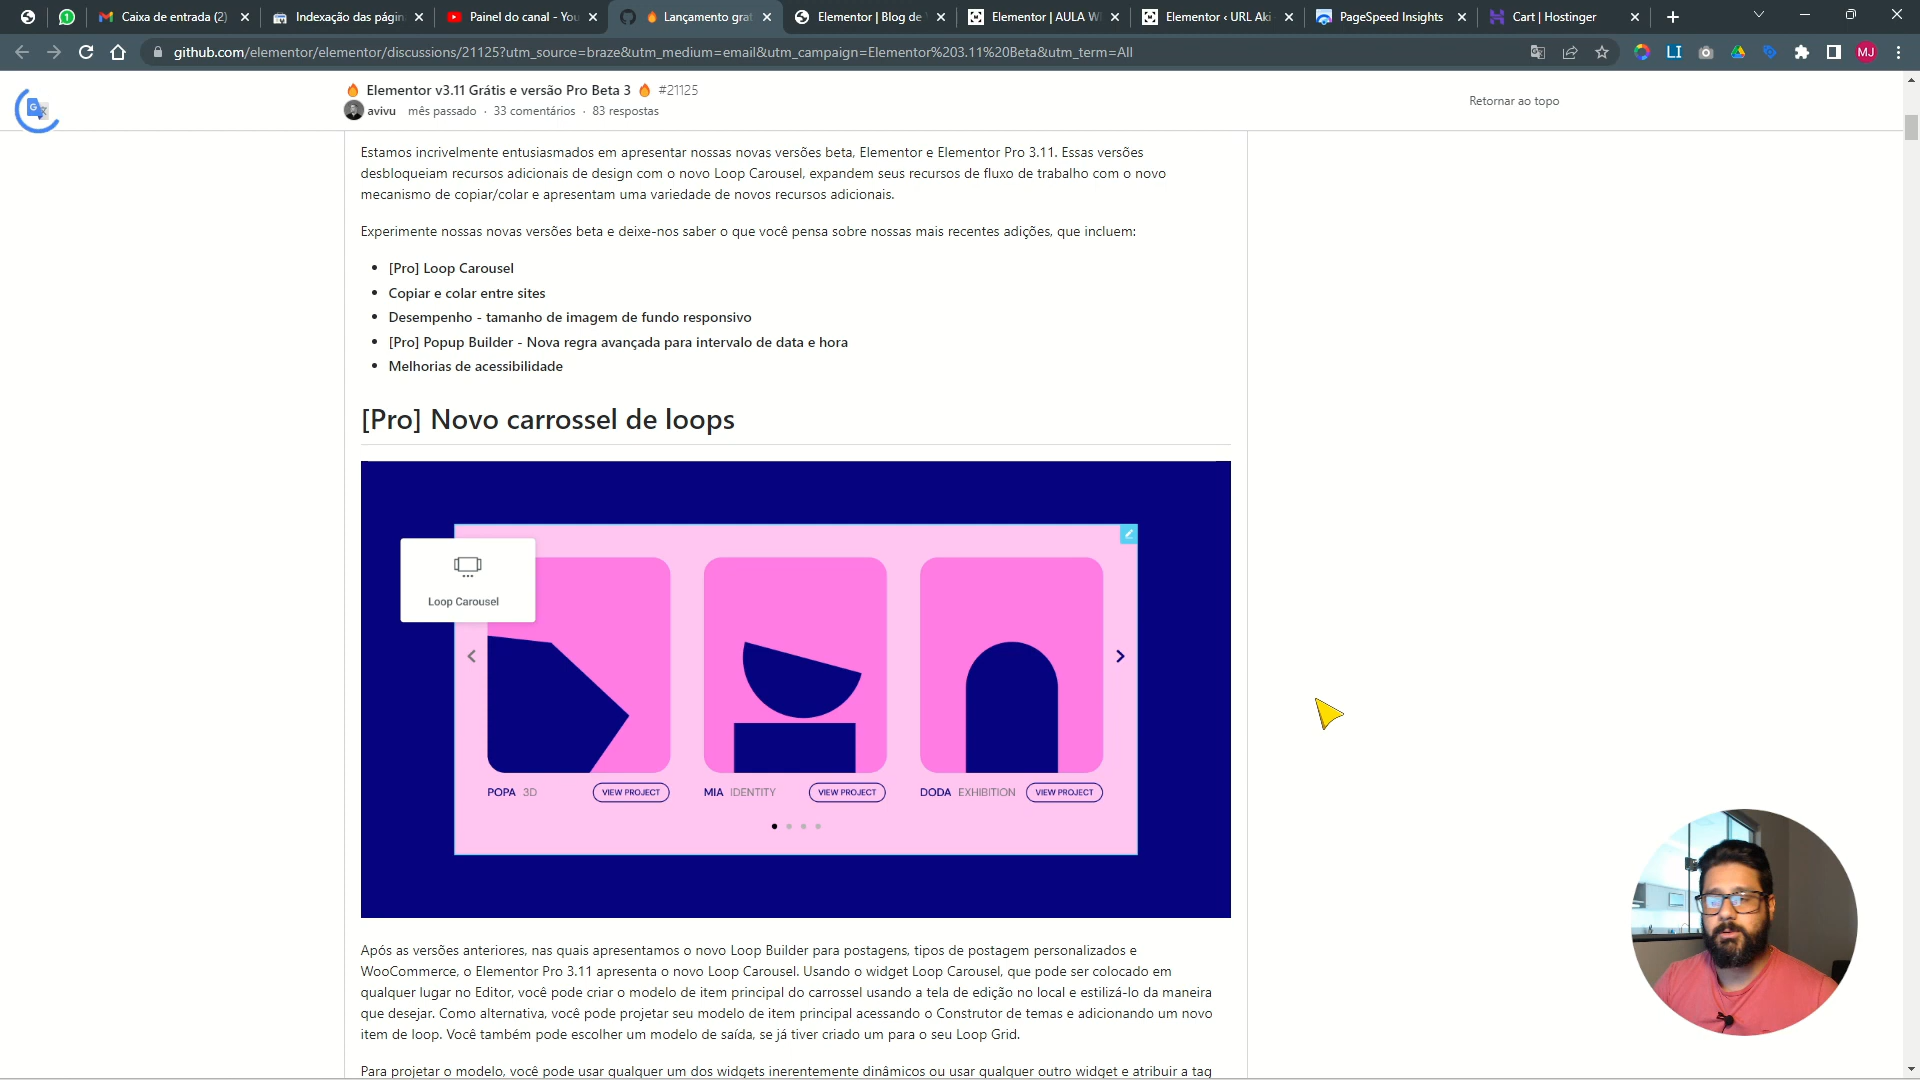 Caixa de entrada (2)
Indexação das págin
Painel do canal - You
Lançamento grat
Elementor | Blog de
Elementor | AULA W
Elementor ‹ URL Aki
PageSpeed Insights
Cart | Hostinger
github.com/elementor/elementor/discussions/21125?utm_source=braze&utm_medium=email&utm_campaign=Elementor%203.11%20Beta&utm_term=All
LI
MJ
Elementor v3.11 Grátis e versão Pro Beta 3 #21125
avivu mês passado · 33 comentários · 83 respostas
Retornar ao topo
Estamos incrivelmente entusiasmados em apresentar nossas novas versões beta, Elementor e Elementor Pro 3.11. Essas versões
desbloqueiam recursos adicionais de design com o novo Loop Carousel, expandem seus recursos de fluxo de trabalho com o novo
mecanismo de copiar/colar e apresentam uma variedade de novos recursos adicionais.
Experimente nossas novas versões beta e deixe-nos saber o que você pensa sobre nossas mais recentes adições, que incluem:
• [Pro] Loop Carousel
• Copiar e colar entre sites
• Desempenho - tamanho de imagem de fundo responsivo
• [Pro] Popup Builder - Nova regra avançada para intervalo de data e hora
• Melhorias de acessibilidade
[Pro] Novo carrossel de loops
Loop Carousel
POPA 3D VIEW PROJECT MIA IDENTITY VIEW PROJECT DODA EXHIBITION VIEW PROJECT
Após as versões anteriores, nas quais apresentamos o novo Loop Builder para postagens, tipos de postagem personalizados e
WooCommerce, o Elementor Pro 3.11 apresenta o novo Loop Carousel. Usando o widget Loop Carousel, que pode ser colocado em
qualquer lugar no Editor, você pode criar o modelo de item principal do carrossel usando a tela de edição no local e estilizá-lo da maneira
que desejar. Como alternativa, você pode projetar seu modelo de item principal acessando o Construtor de temas e adicionando um novo
item de loop. Você também pode escolher um modelo de saída, se já tiver criado um para o seu Loop Grid.
Para projetar o modelo, você pode usar qualquer um dos widgets inerentemente dinâmicos ou usar qualquer outro widget e atribuir a tag